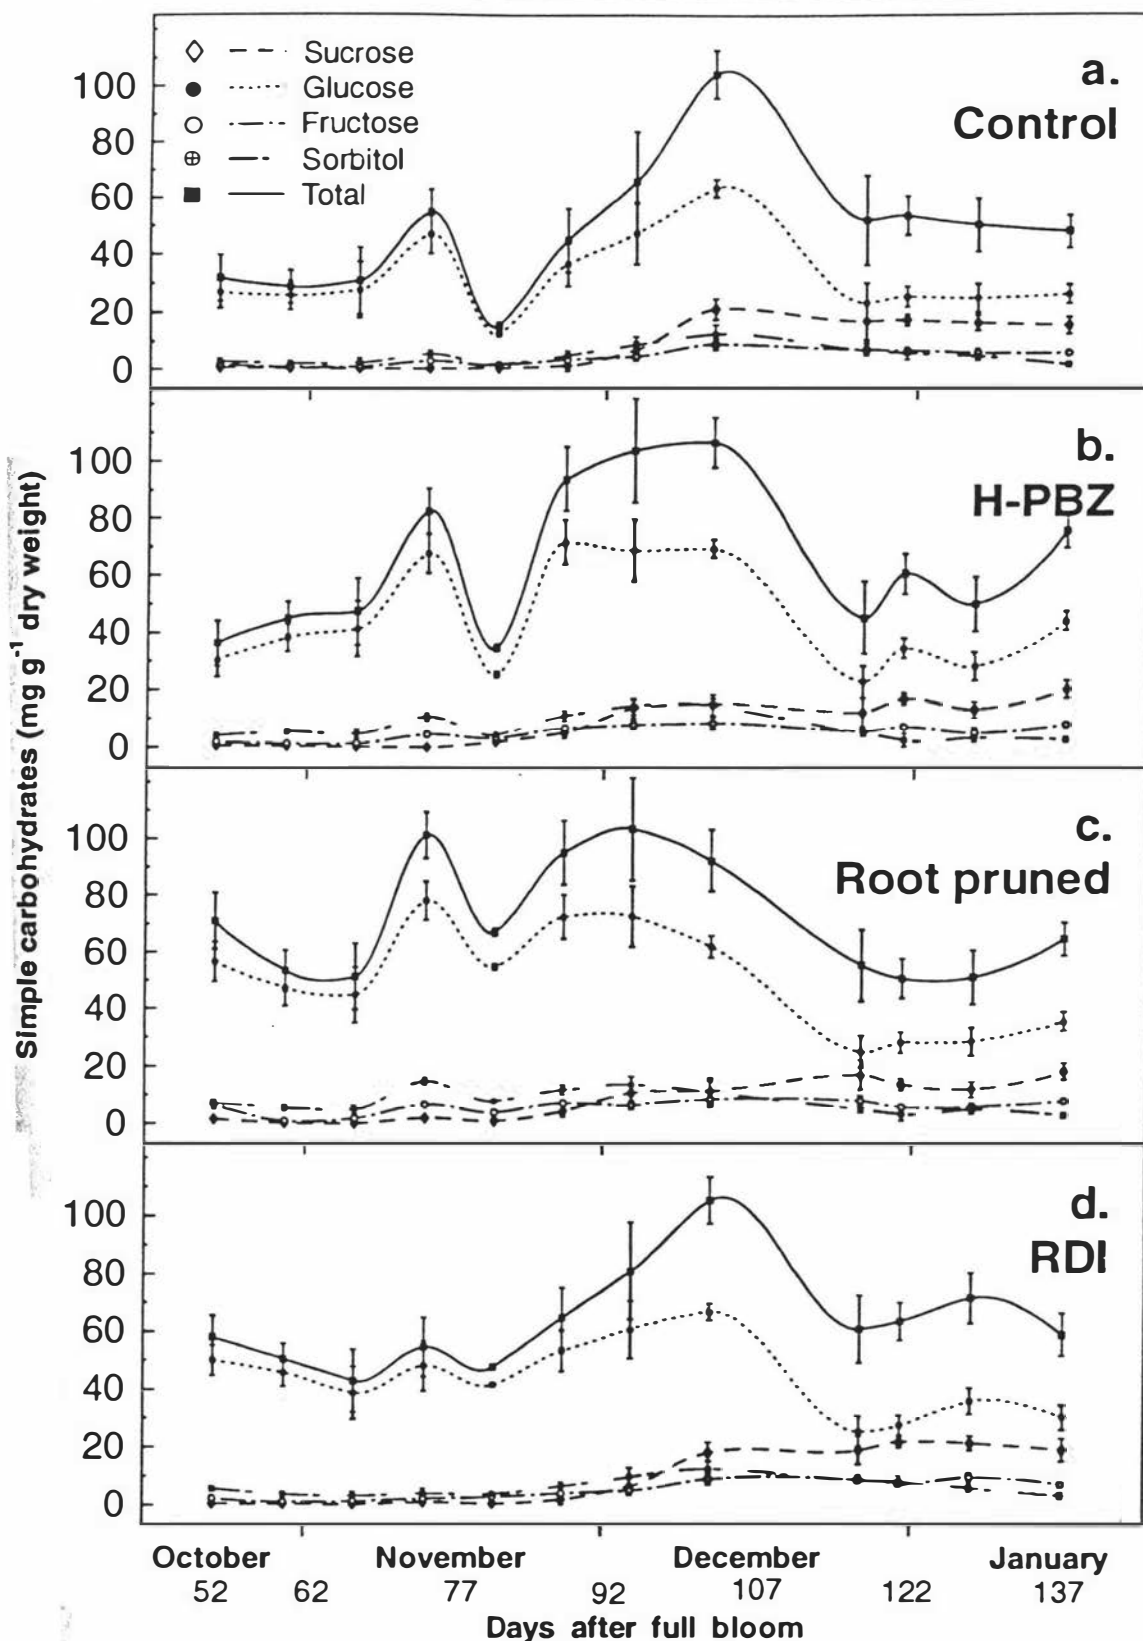 Sucrose
Glucose
Fructose
Sorbitol
Total
a.
Control
100
80
60
40
20
0
b.
H-PBZ
100
80
60
40
20
0
c.
Root pruned
100
80
60
40
20
0
d.
RDI
100
80
60
40
20
0
Simple carbohydrates (mg g⁻¹ dry weight)
October November December January
52 62 77 92 107 122 137
Days after full bloom